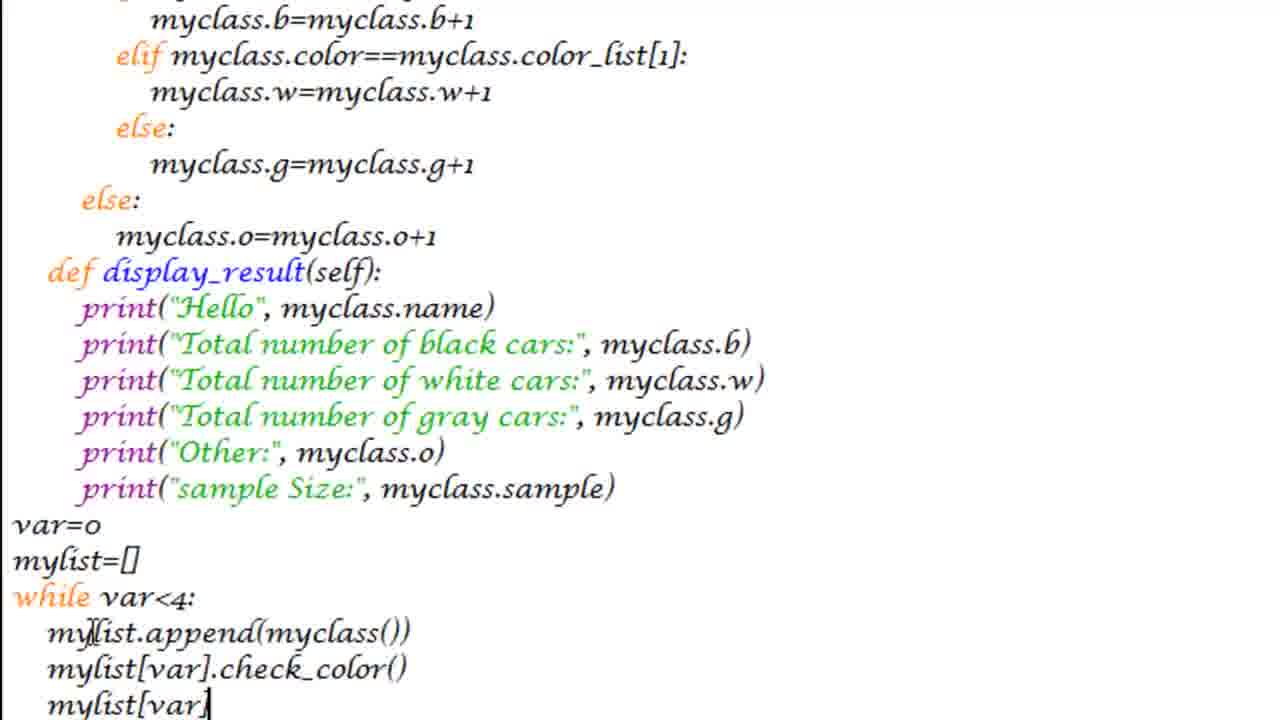 myclass.b=myclass.b+1
elif myclass.color==myclass.color_list[1]:
myclass.w=myclass.w+1
else:
myclass.g=myclass.g+1
else:
myclass.o=myclass.o+1
def display_result(self):
print("Hello", myclass.name)
print("Total number of black cars:", myclass.b)
print("Total number of white cars:", myclass.w)
print("Total number of gray cars:", myclass.g)
print("Other:", myclass.o)
print("sample Size:", myclass.sample)
var=0
mylist=[]
while var<4:
mylist.append(myclass())
mylist[var].check_color()
mylist[var]